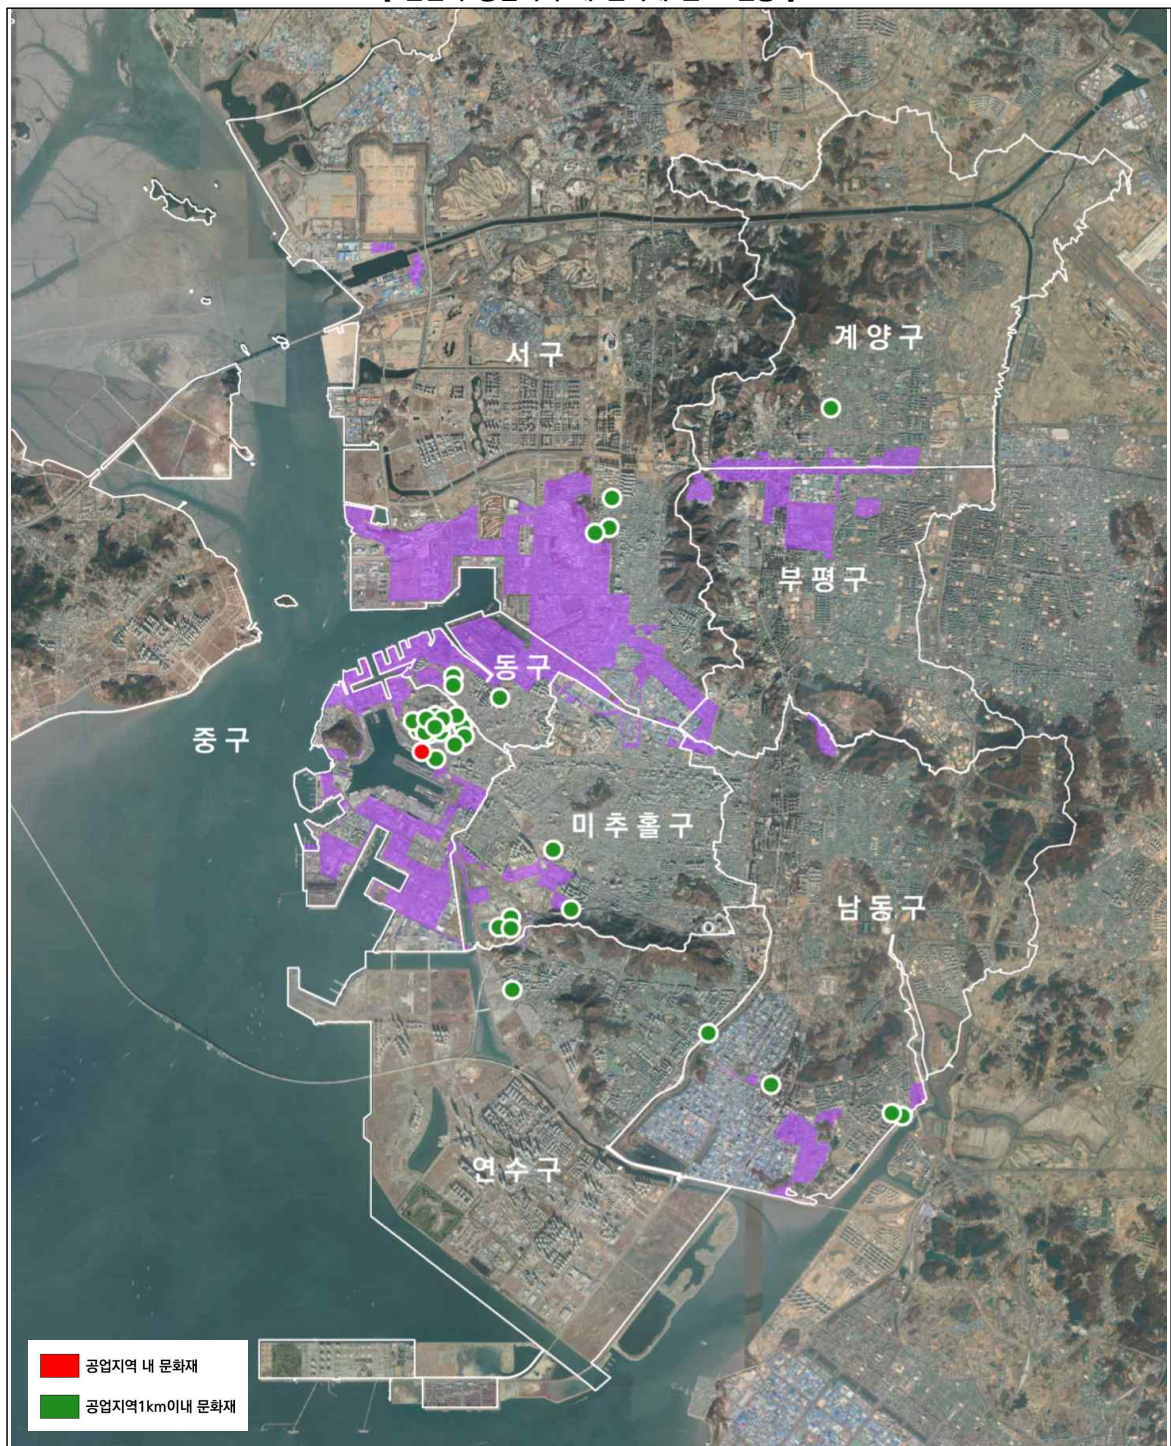 서구
계양구
부평구
동구
중구
미추홀구
남동구
연수구
공업지역 내 문화재
공업지역1km이내 문화재